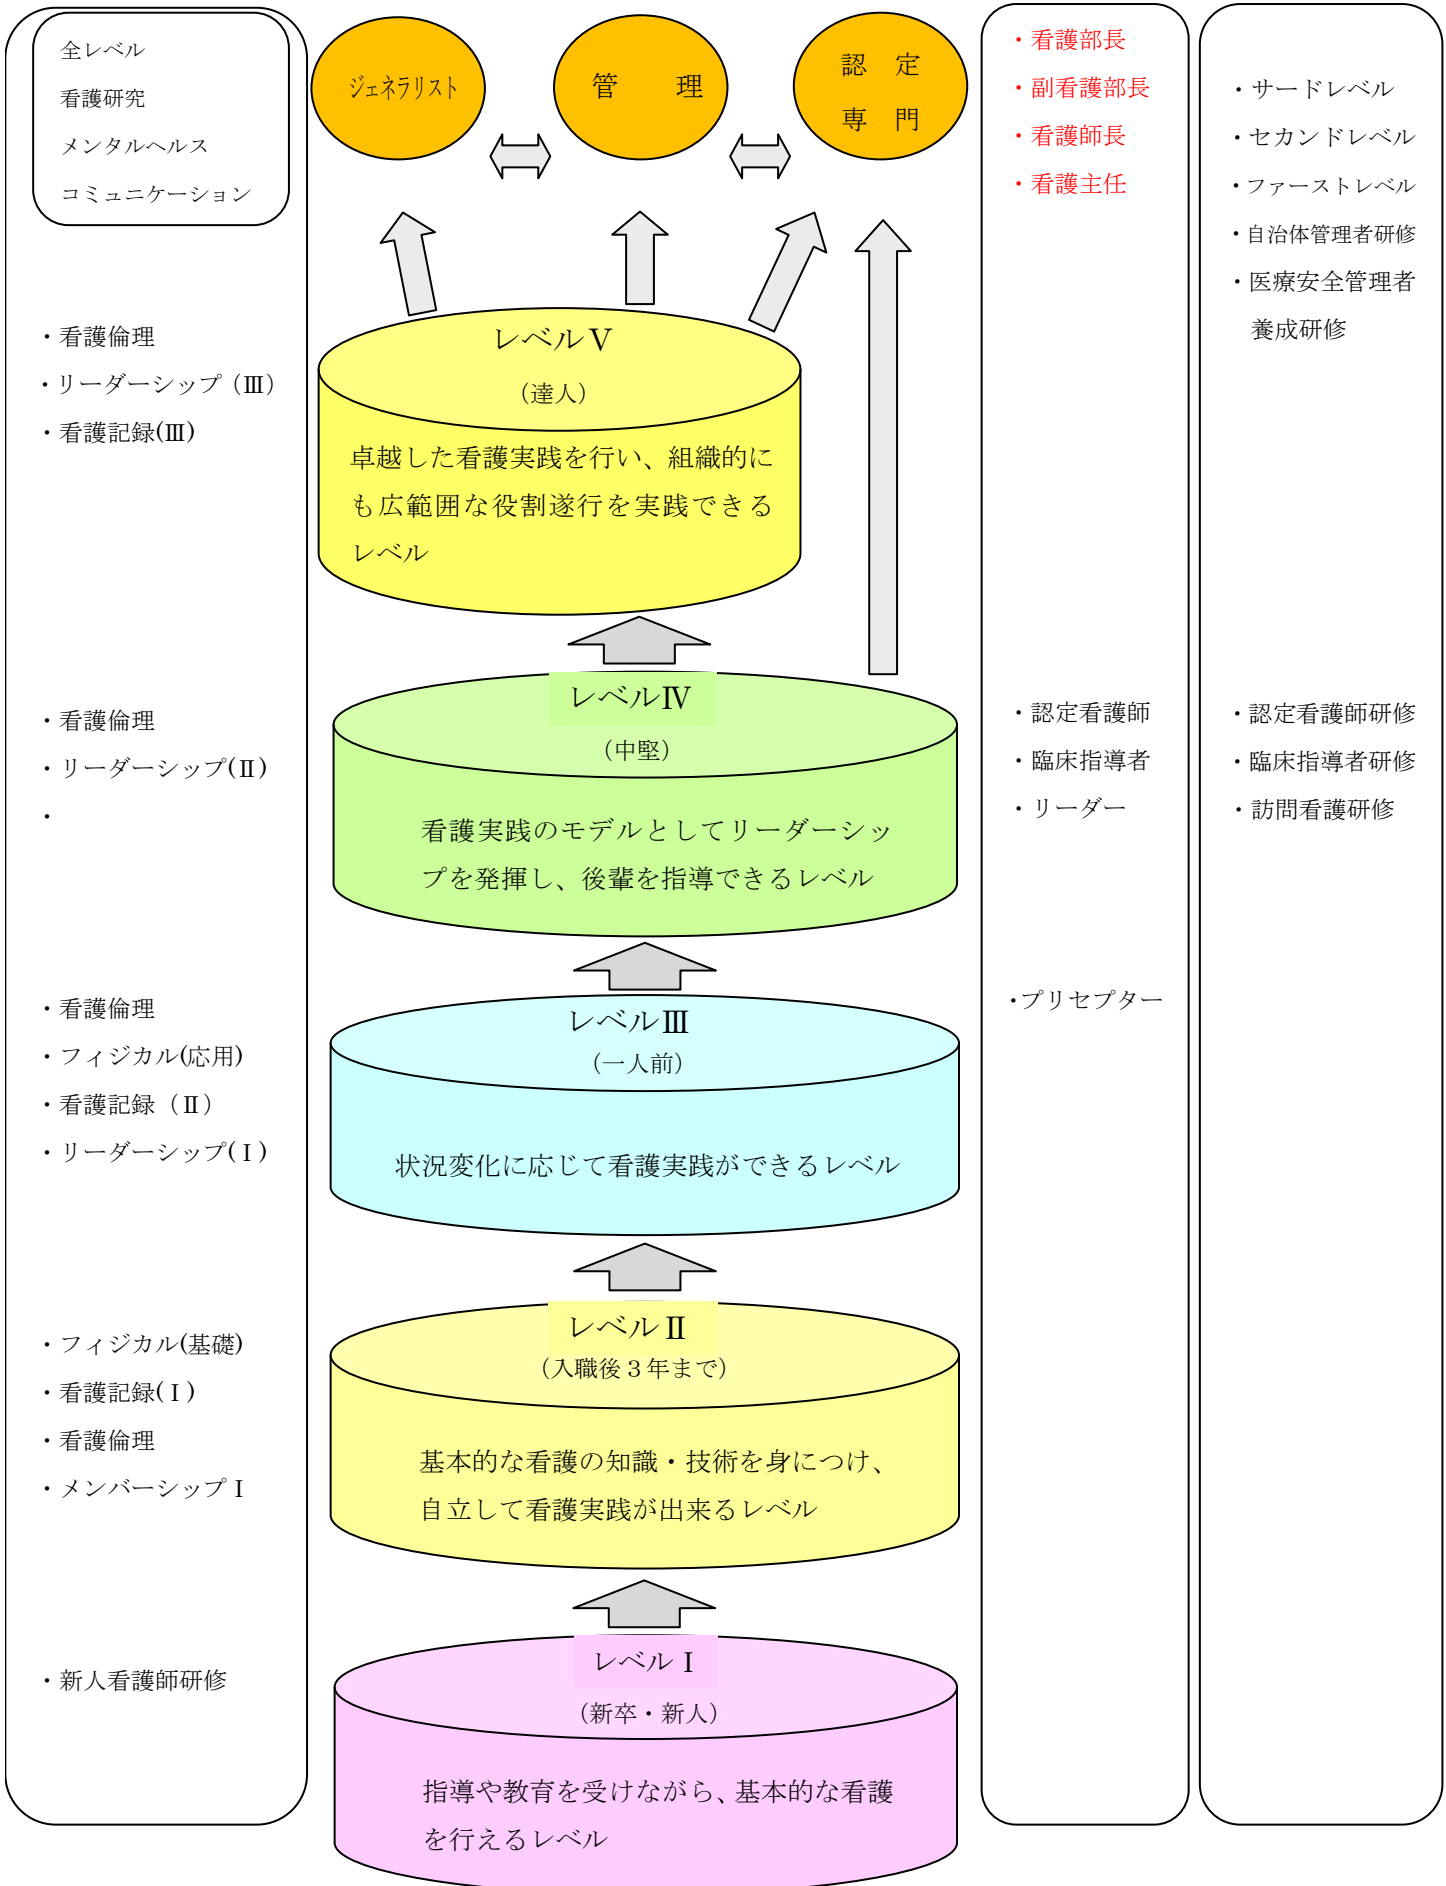 全レベル
看護研究
メンタルヘルス
コミュニケーション
・看護倫理
・リーダーシップ（Ⅲ）
・看護記録(Ⅲ)
・看護倫理
・リーダーシップ(Ⅱ)
・
・看護倫理
・フィジカル(応用)
・看護記録（Ⅱ）
・リーダーシップ(Ⅰ)
・フィジカル(基礎)
・看護記録(Ⅰ)
・看護倫理
・メンバーシップⅠ
・新人看護師研修
ジェネラリスト
管　理
認　定
専　門
レベルⅤ
（達人）
卓越した看護実践を行い、組織的に
も広範囲な役割遂行を実践できる
レベル
レベルⅣ
（中堅）
看護実践のモデルとしてリーダーシッ
プを発揮し、後輩を指導できるレベル
レベルⅢ
（一人前）
状況変化に応じて看護実践ができるレベル
レベルⅡ
（入職後３年まで）
基本的な看護の知識・技術を身につけ、
自立して看護実践が出来るレベル
レベルⅠ
（新卒・新人）
指導や教育を受けながら、基本的な看護
を行えるレベル
・看護部長
・副看護部長
・看護師長
・看護主任
・認定看護師
・臨床指導者
・リーダー
・プリセプター
・サードレベル
・セカンドレベル
・ファーストレベル
・自治体管理者研修
・医療安全管理者
養成研修
・認定看護師研修
・臨床指導者研修
・訪問看護研修